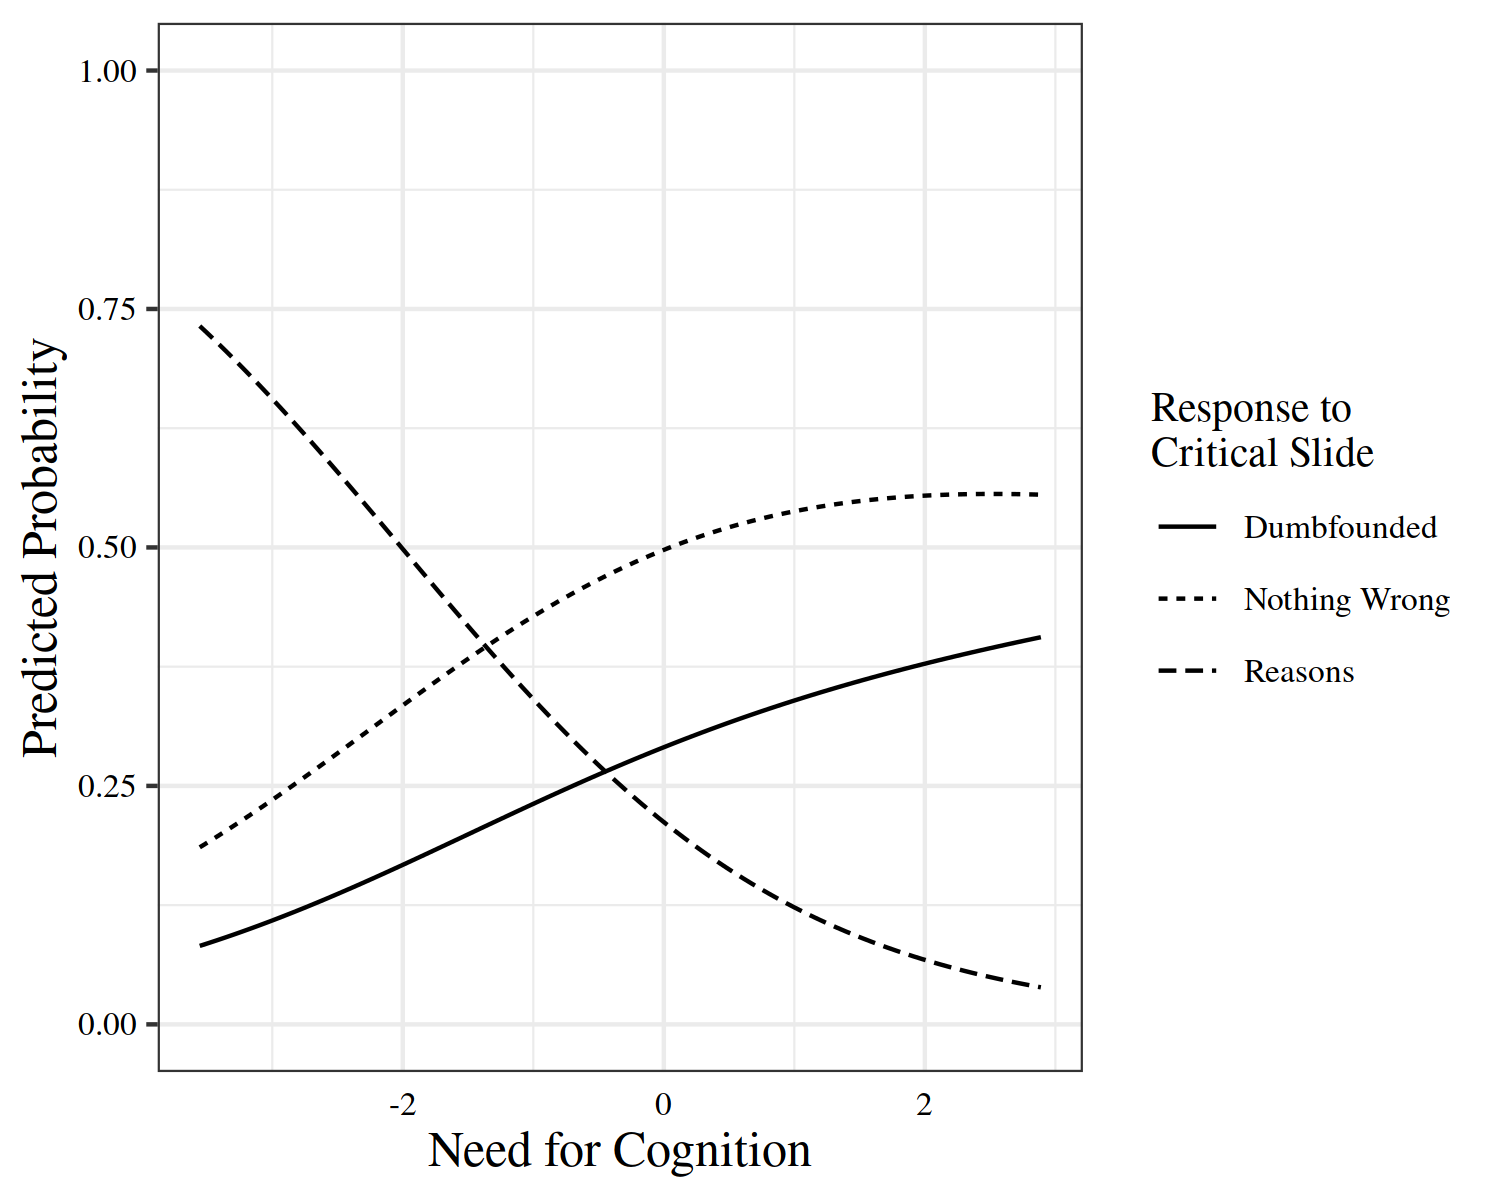 1.00
0.75
0.50
0.25
0.00
Predicted Probability
-2 0 2
Need for Cognition
Response to
Critical Slide
Dumbfounded
Nothing Wrong
Reasons